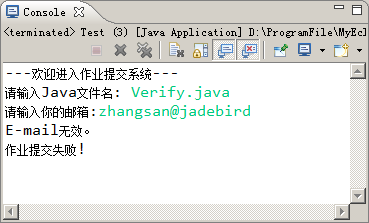 Console
<terminated> Test (3) [Java Application] D:\ProgramFile\MyEcl
---欢迎进入作业提交系统---
请输入Java文件名: Verify.java
请输入你的邮箱:zhangsan@jadebird
E-mail无效。
作业提交失败!